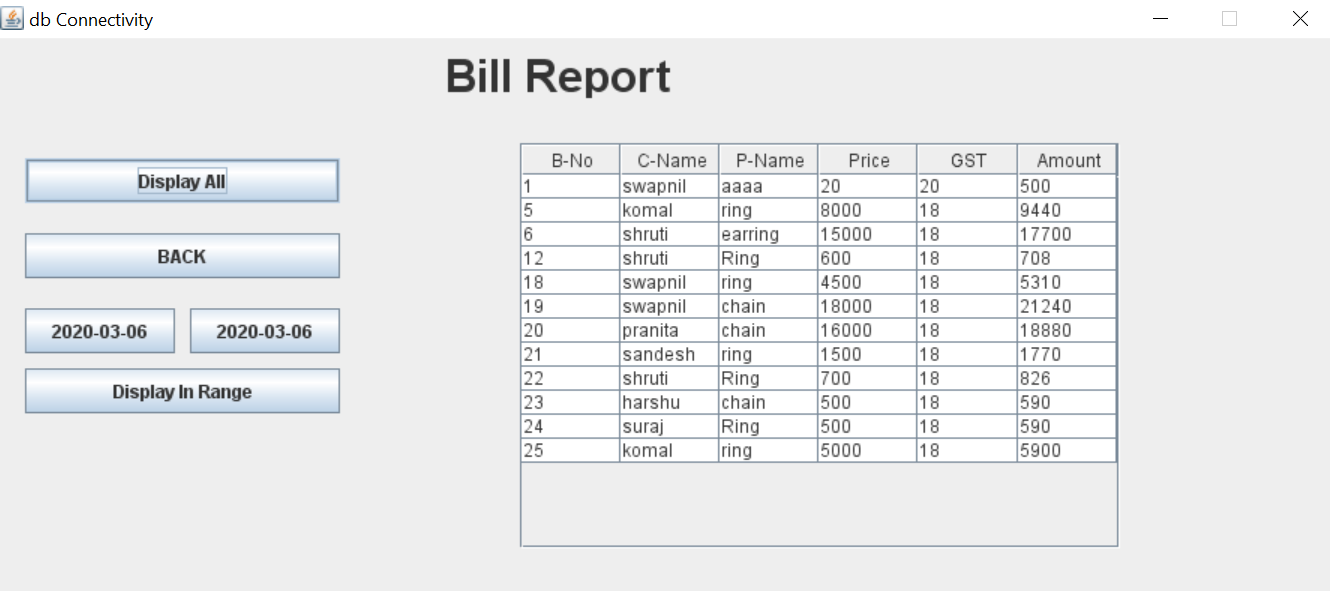 db Connectivity
Bill Report
Display All
BACK
2020-03-06 2020-03-06
Display In Range
B-No C-Name P-Name Price GST Amount
1 swapnil aaaa 20 20 500
5 komal ring 8000 18 9440
6 shruti earring 15000 18 17700
12 shruti Ring 600 18 708
18 swapnil ring 4500 18 5310
19 swapnil chain 18000 18 21240
20 pranita chain 16000 18 18880
21 sandesh ring 1500 18 1770
22 shruti Ring 700 18 826
23 harshu chain 500 18 590
24 suraj Ring 500 18 590
25 komal ring 5000 18 5900